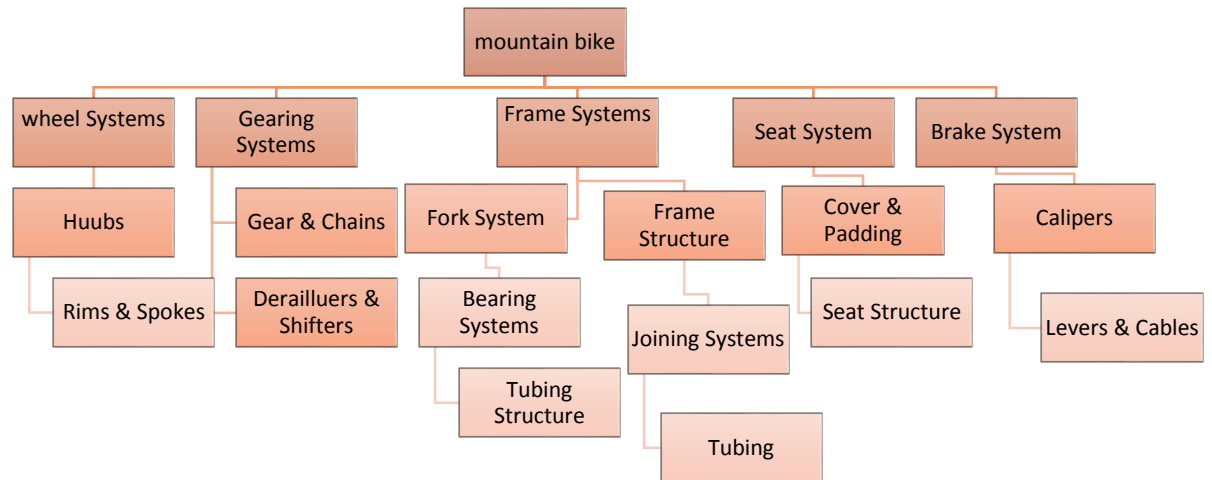 mountain bike
wheel Systems
Gearing
Systems
Frame Systems
Seat System
Brake System
Huubs
Gear & Chains
Fork System
Frame
Structure
Cover &
Padding
Calipers
Rims & Spokes
Derailluers &
Shifters
Bearing
Systems
Joining Systems
Seat Structure
Levers & Cables
Tubing
Structure
Tubing